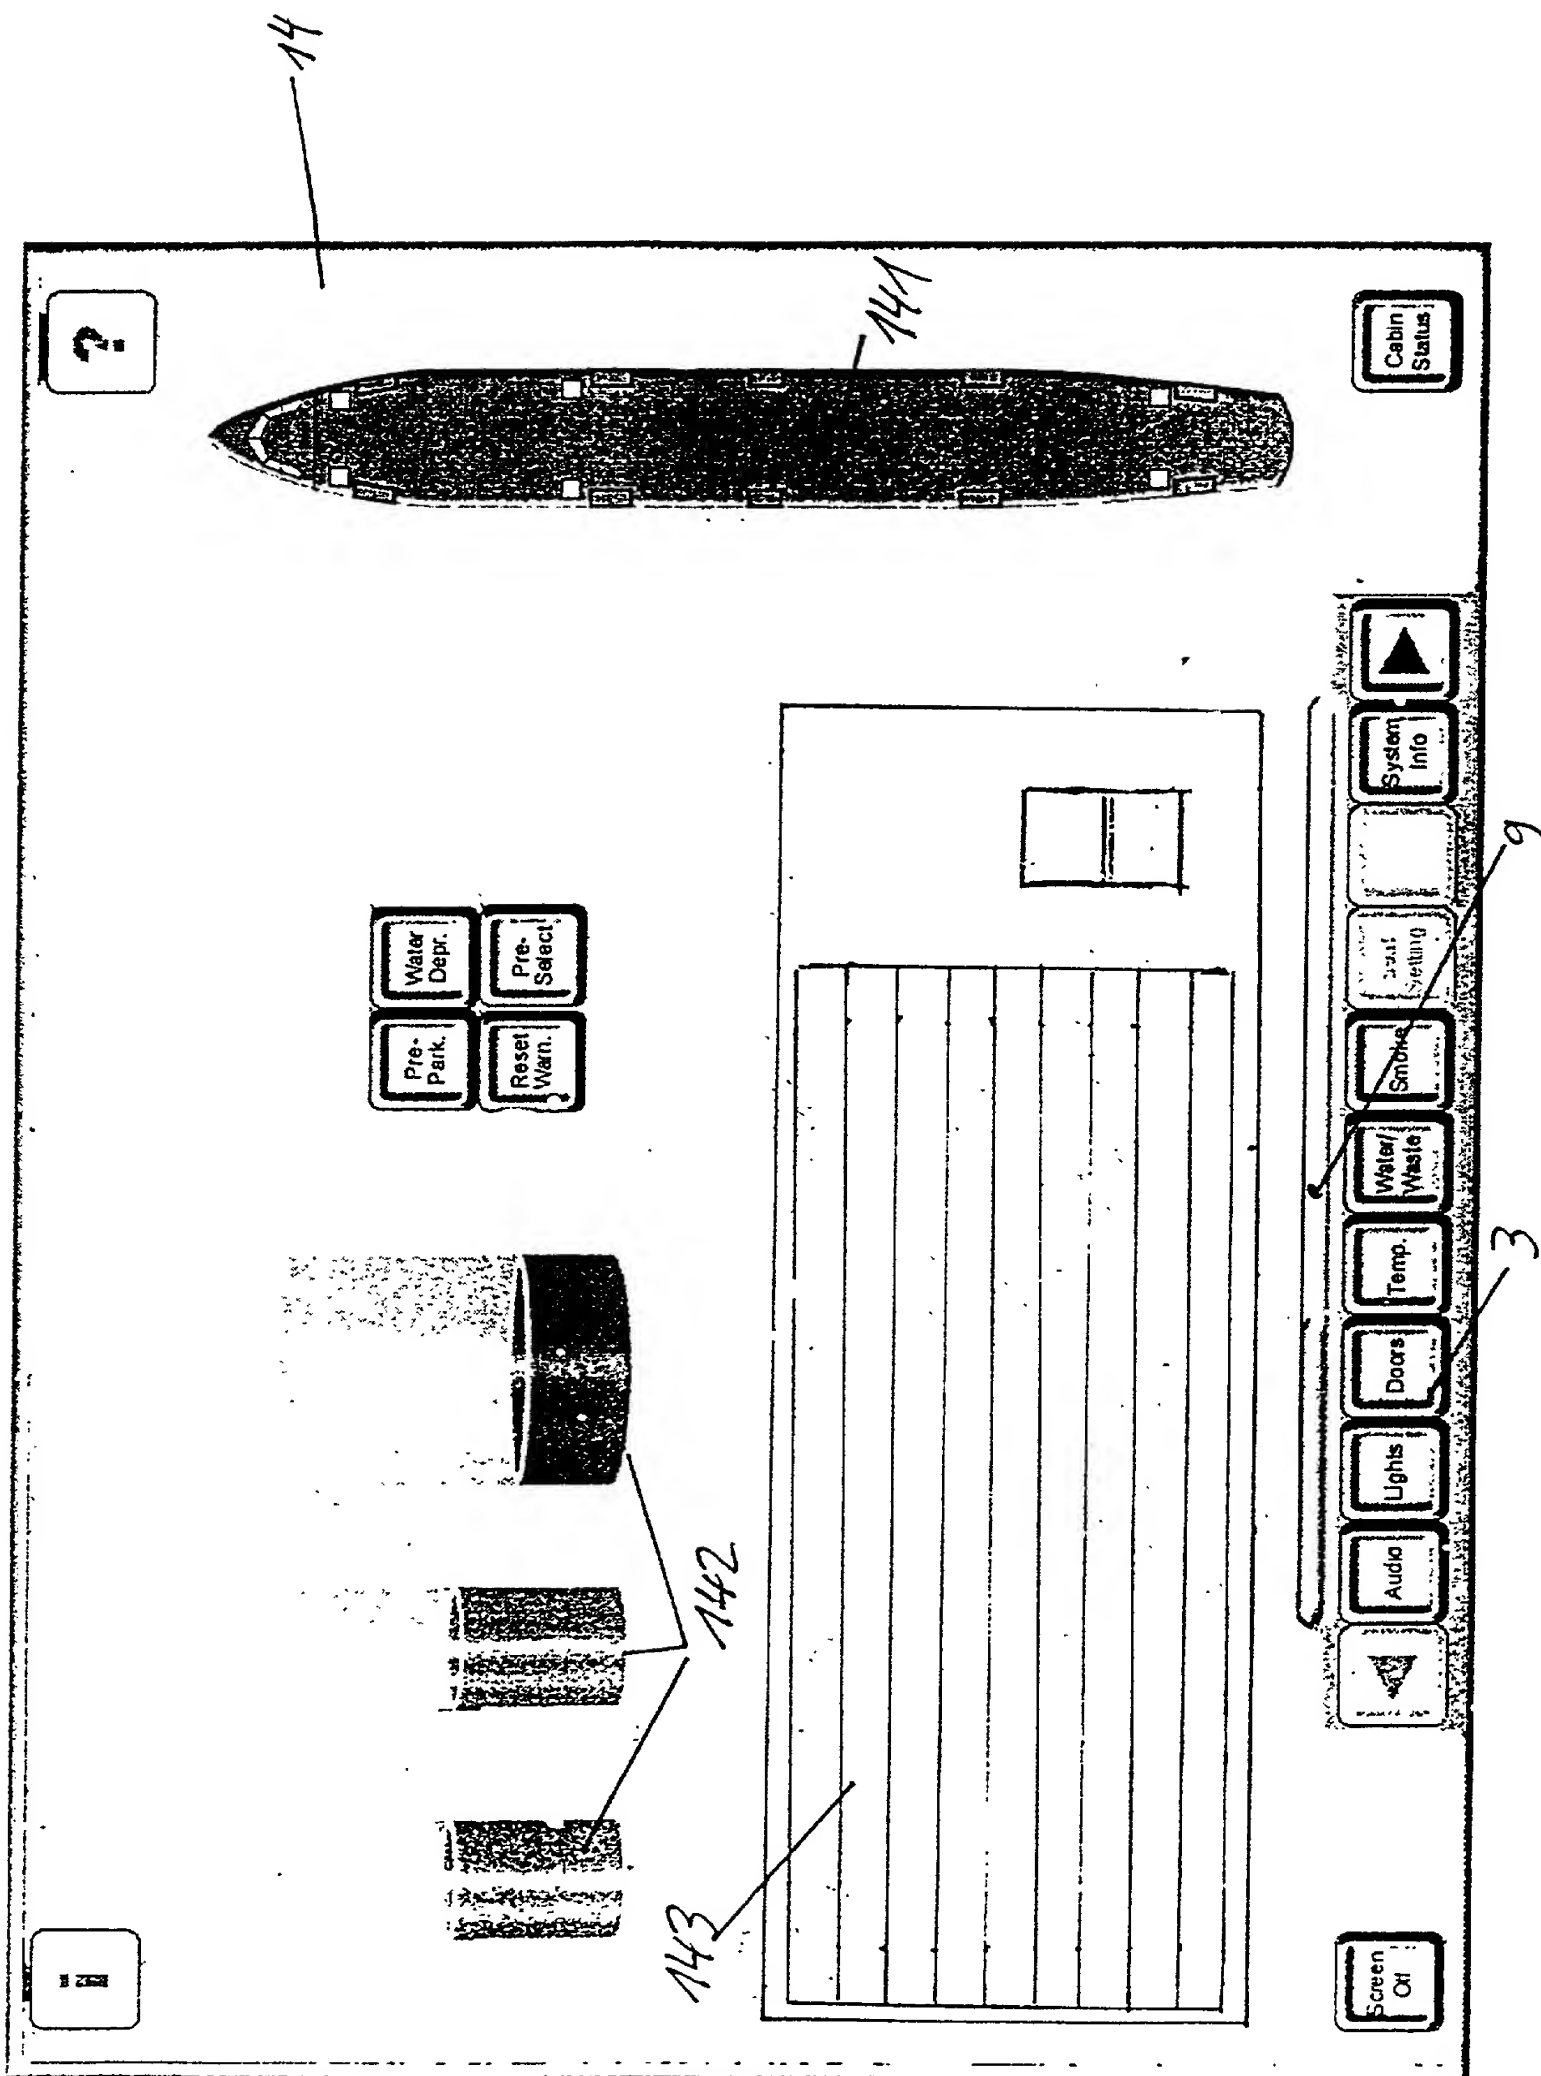 14
?
141
Cabin
Status
Water
Depr.
Pre-
Select
Pre-
Park.
Reset
Warn.
System
Info
Setting
9
Smoke
Water/
Waste
Temp.
3
Doors
Lights
Audio
142
143
i
Screen
Off